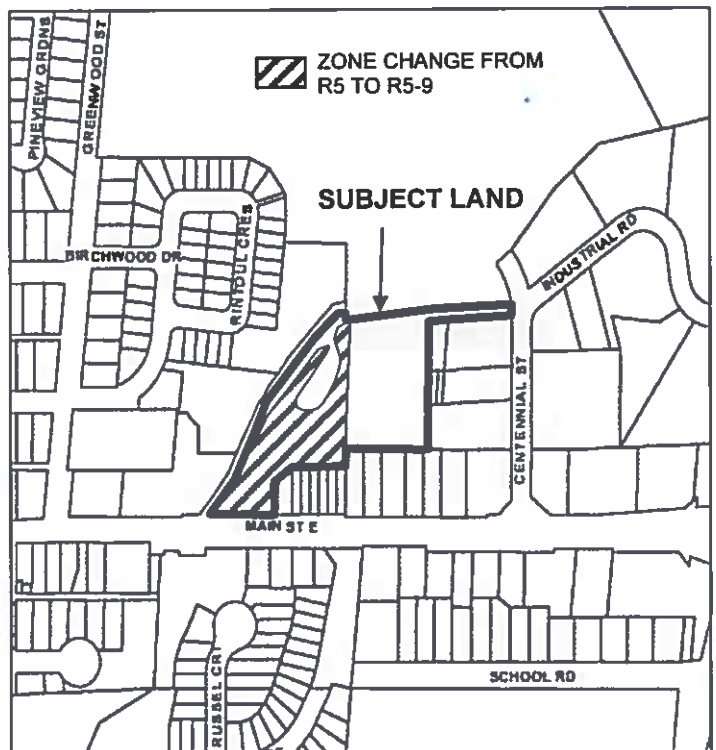 PINEVIEW GRDNS
GREENWOOD ST
ZONE CHANGE FROM
R5 TO R5-9
SUBJECT LAND
BIRCHWOOD DR
RINTOUL CRES
INDUSTRIAL RD
CENTENNIAL ST
MAIN ST E
RUSSEL CRT
SCHOOL RD